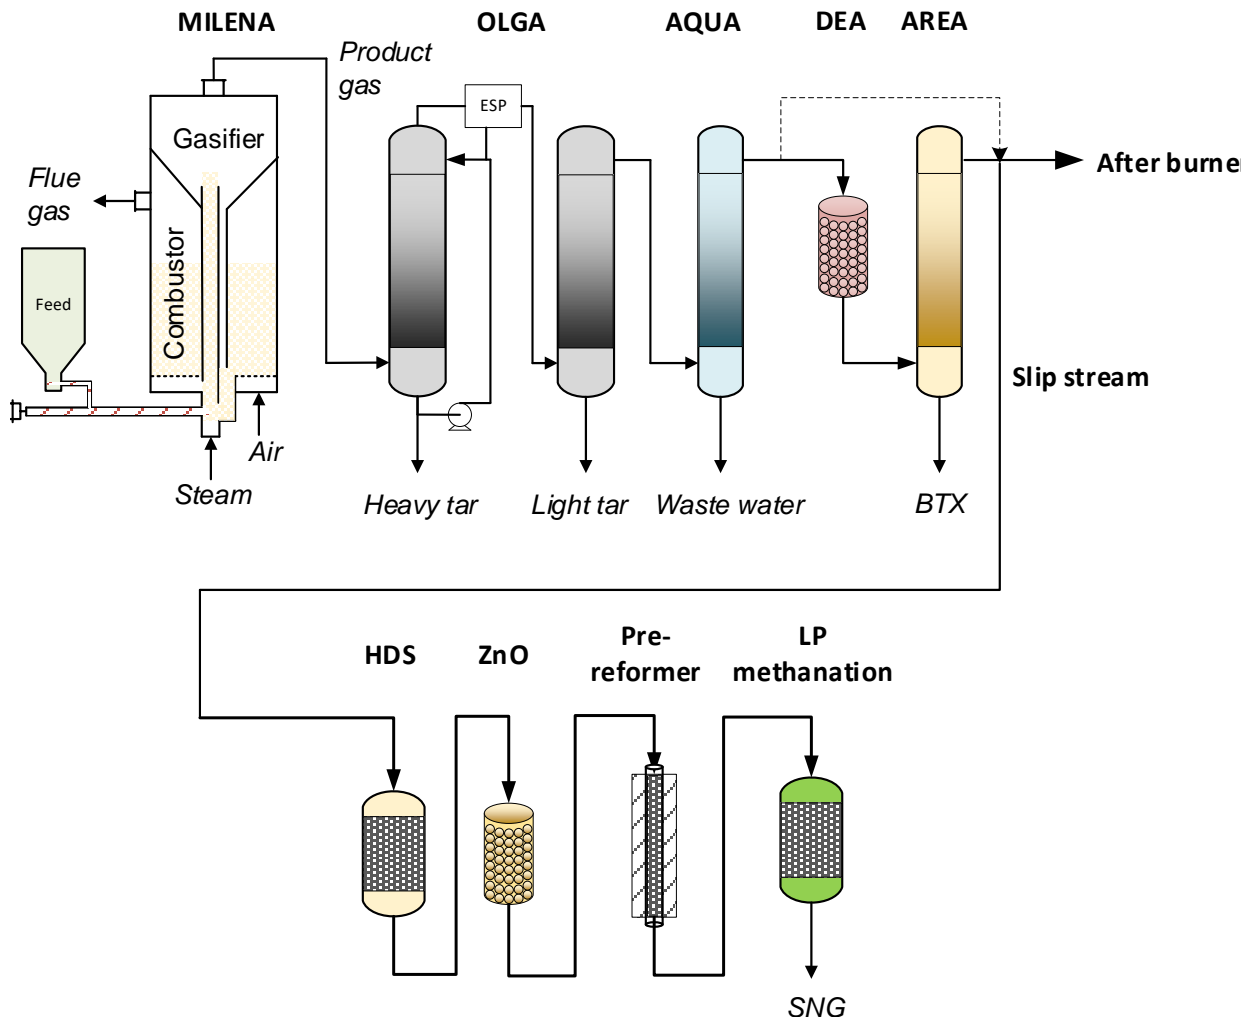 MILENA
OLGA
AQUA
DEA
AREA
Product
gas
ESP
Gasifier
Flue
gas
Combustor
Feed
After burner
Slip stream
Air
Steam
Heavy tar
Light tar
Waste water
BTX
HDS
ZnO
Pre-
reformer
LP
methanation
SNG